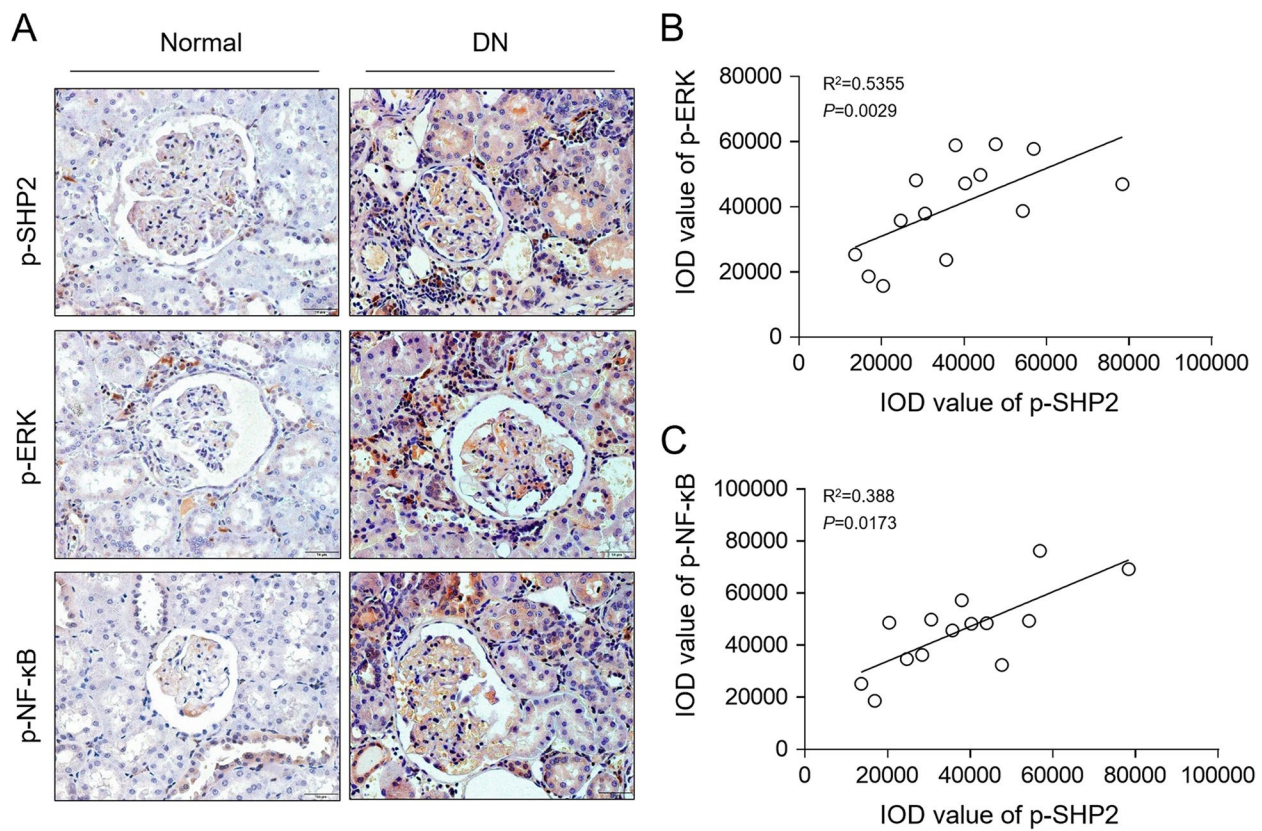 A
Normal
DN
p-SHP2
p-ERK
p-NF-κB
B
R²=0.5355
P=0.0029
IOD value of p-ERK
80000
60000
40000
20000
0
0 20000 40000 60000 80000 100000
IOD value of p-SHP2
C
R²=0.388
P=0.0173
IOD value of p-NF-κB
100000
80000
60000
40000
20000
0
0 20000 40000 60000 80000 100000
IOD value of p-SHP2